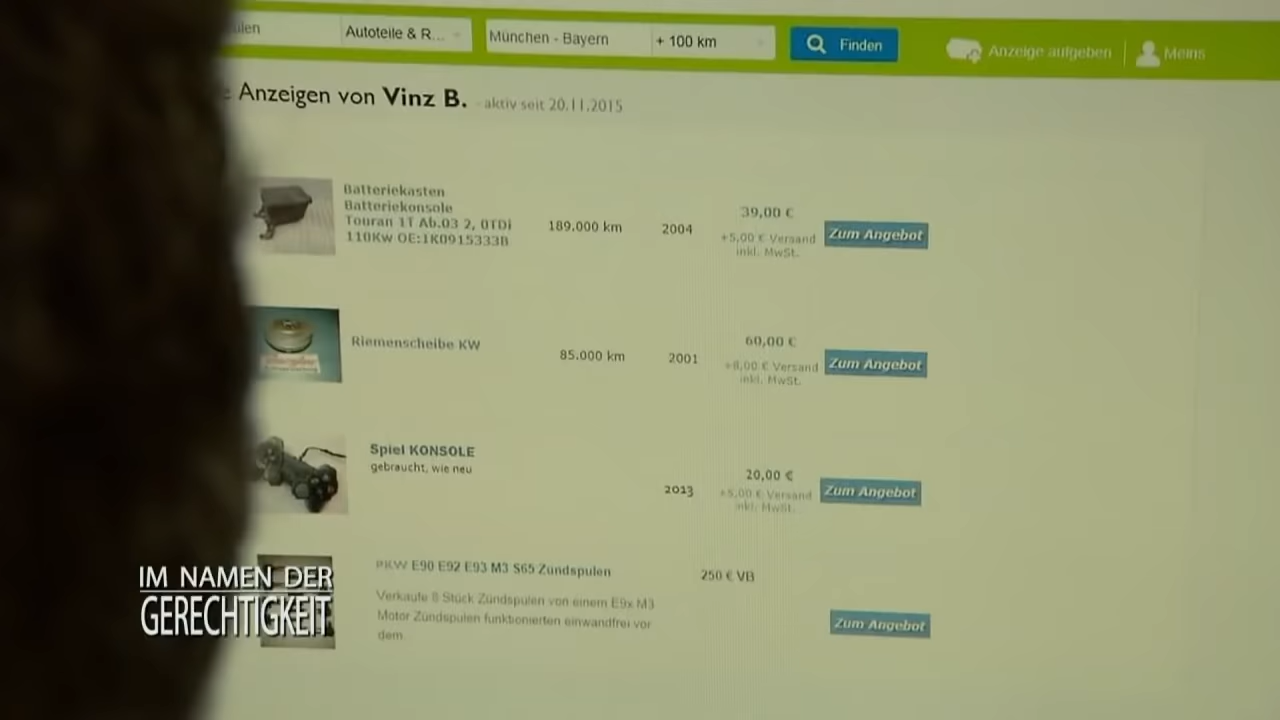 Autoteile & R...
München - Bayern
+ 100 km
Finden
Anzeige aufgeben
Meins
Anzeigen von Vinz B. - aktiv seit 20.11.2015
Batteriekasten
Batteriekonsole
Touran 1T Ab.03 2, 0TDi
110Kw OE:1K0915333B
189.000 km
2004
39,00 €
+5,00 € Versand
inkl. MwSt.
Zum Angebot
Riemenscheibe KW
85.000 km
2001
60,00 €
+8,00 € Versand
inkl. MwSt.
Zum Angebot
Spiel KONSOLE
gebraucht, wie neu
2013
20,00 €
+5,00 € Versand
inkl. MwSt.
Zum Angebot
PKW E90 E92 E93 M3 S65 Zündspulen
250 € VB
Verkaufe 8 Stück Zündspulen von einem E9x M3
Motor Zündspulen funktionierten einwandfrei vor
dem
Zum Angebot
IM NAMEN DER
GERECHTIGKEIT